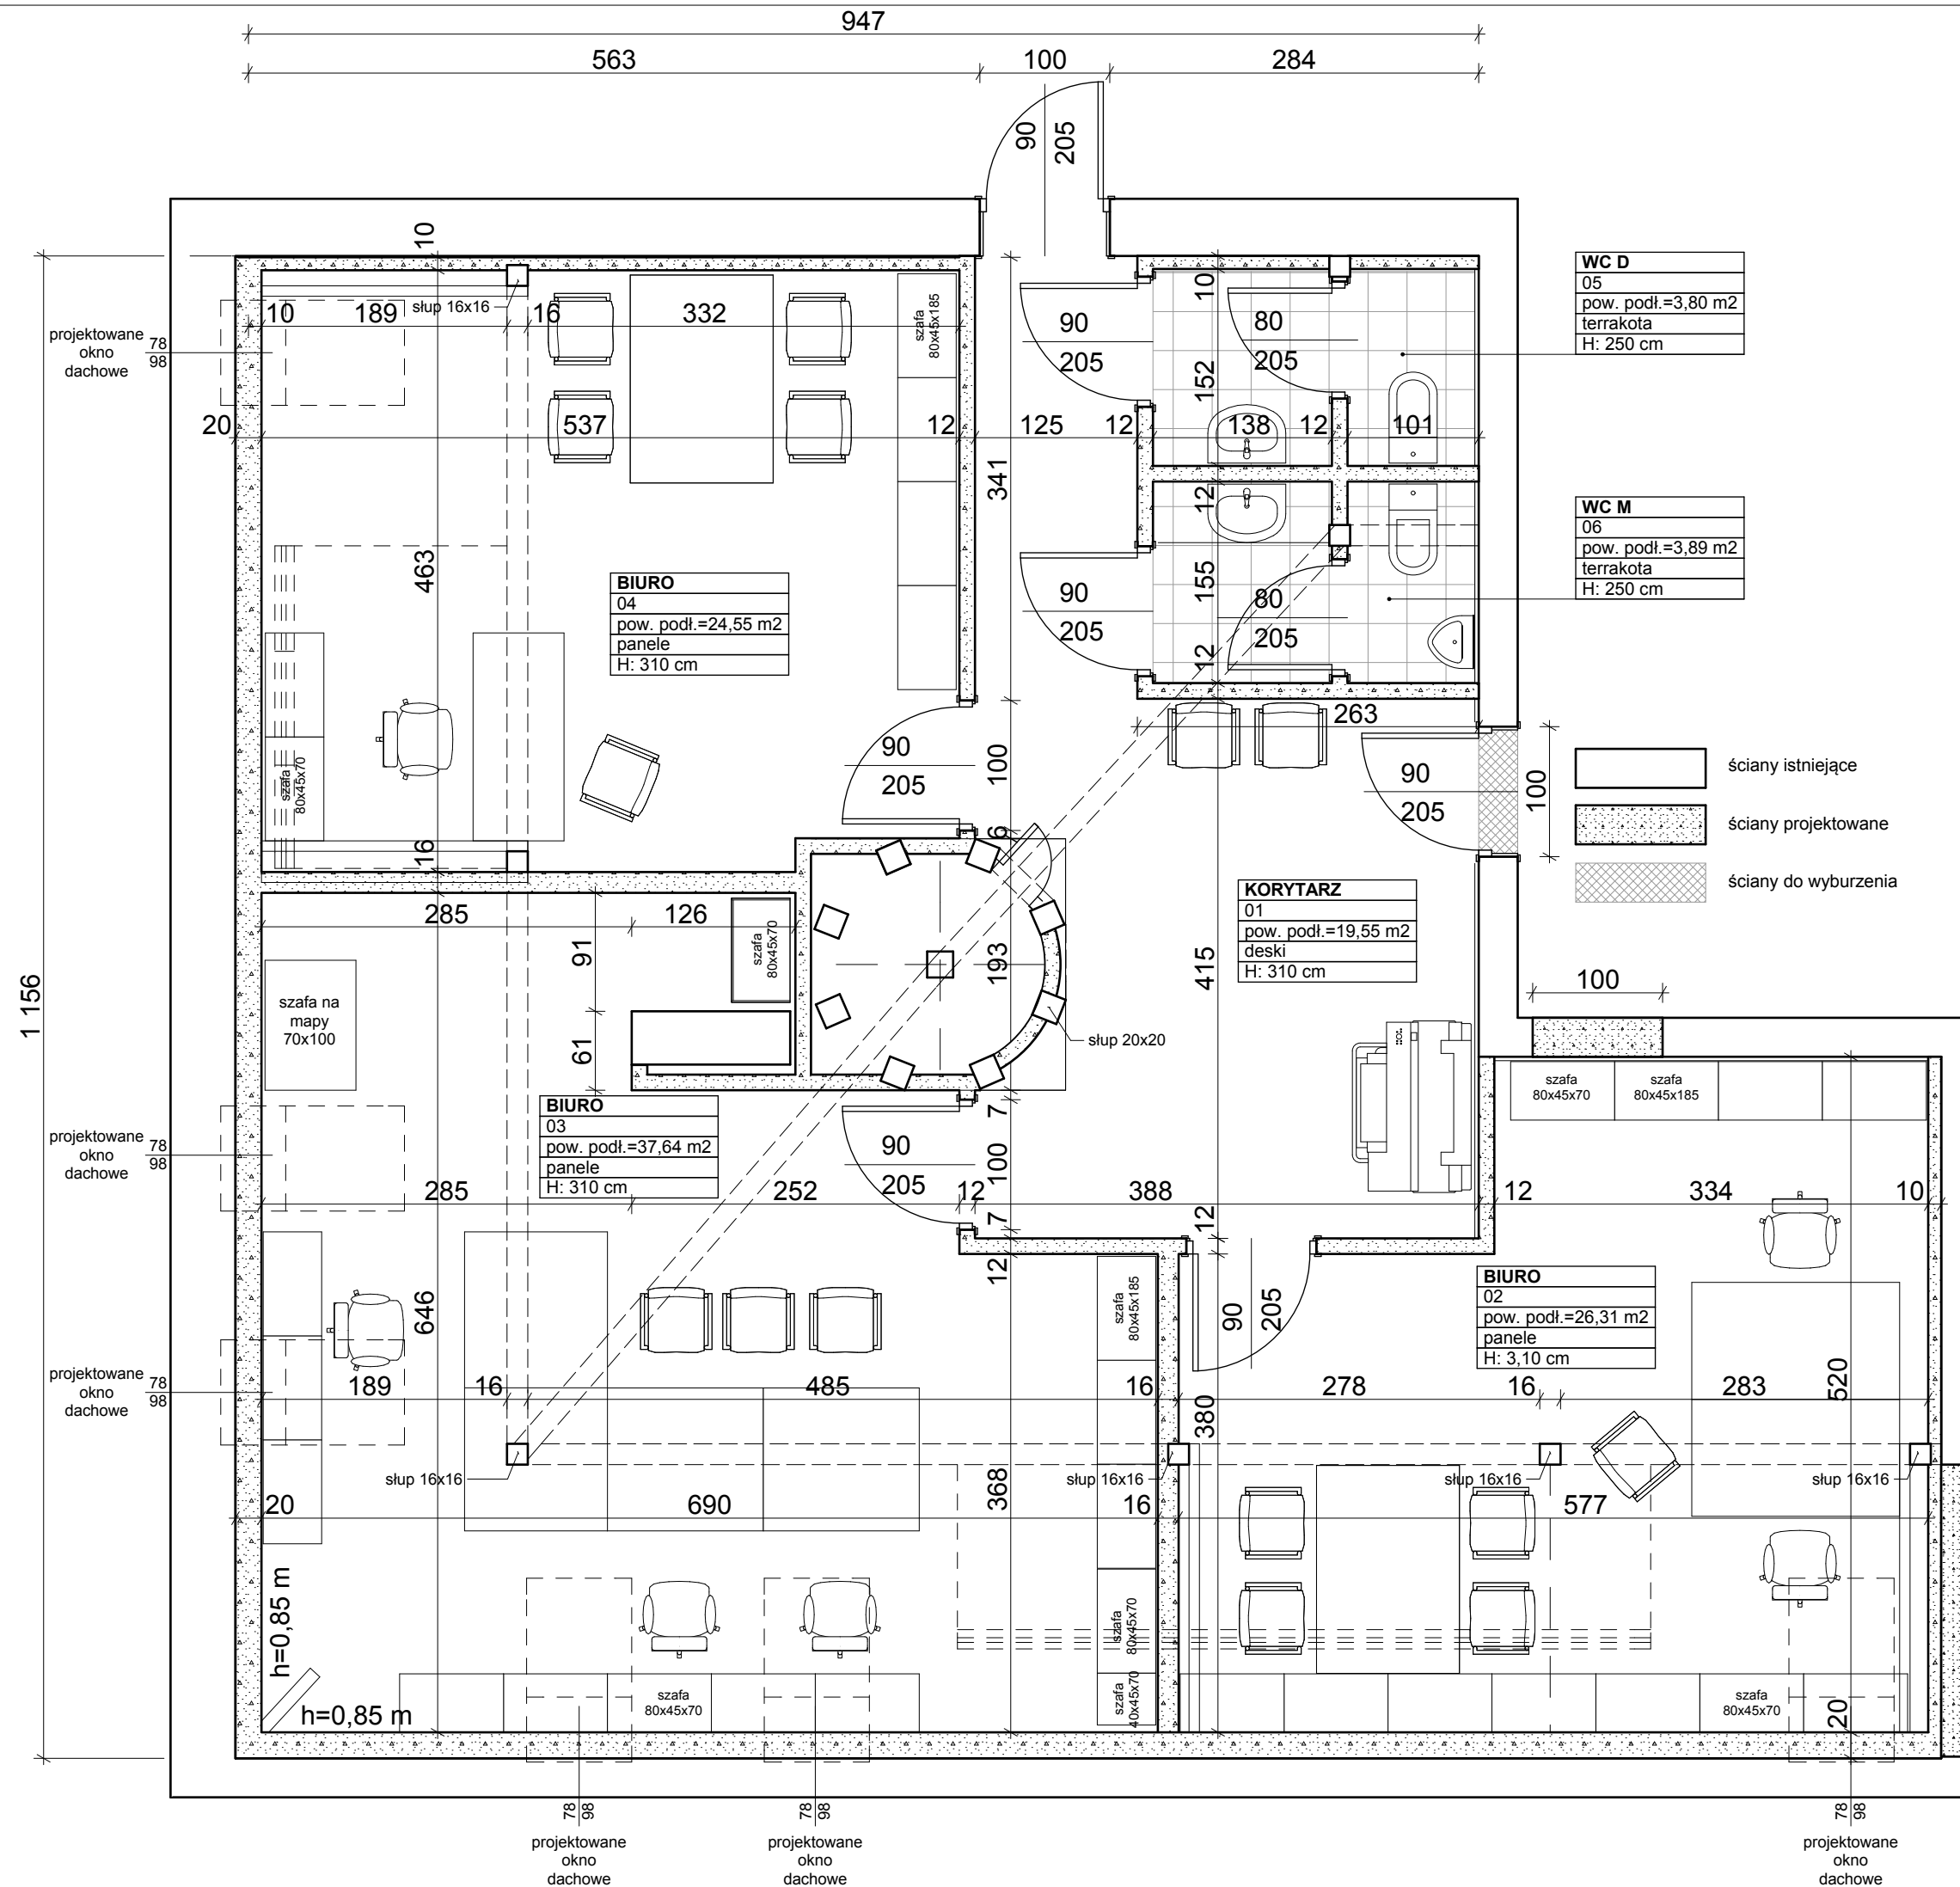 947
563
100
284
90
205
10
10
189
słup 16x16
16
332
szafa
80x45x185
projektowane
okno
dachowe
78
98
20
537
12
125
12
138
12
101
10
90
205
80
205
152
WC D
05
pow. podł.=3,80 m2
terrakota
H: 250 cm
341
12
WC M
06
pow. podł.=3,89 m2
terrakota
H: 250 cm
463
155
90
205
80
205
12
BIURO
04
pow. podł.=24,55 m2
panele
H: 310 cm
263
szafa
80x45x70
90
205
100
90
205
100
ściany istniejące
ściany projektowane
ściany do wyburzenia
16
6
285
126
91
szafa
80x45x70
193
415
KORYTARZ
01
pow. podł.=19,55 m2
deski
H: 310 cm
1 156
szafa na
mapy
70x100
61
słup 20x20
100
szafa
80x45x70
szafa
80x45x185
BIURO
03
pow. podł.=37,64 m2
panele
H: 310 cm
7
90
205
100
projektowane
okno
dachowe
78
98
285
252
12
388
12
334
10
7
12
12
646
szafa
80x45x185
90
205
BIURO
02
pow. podł.=26,31 m2
panele
H: 3,10 cm
projektowane
okno
dachowe
78
98
189
16
485
16
278
16
283
520
380
słup 16x16
368
słup 16x16
słup 16x16
słup 16x16
20
690
16
577
h=0,85 m
szafa
80x45x70
h=0,85 m
szafa
80x45x70
szafa
40x45x70
szafa
80x45x70
20
78
98
projektowane
okno
dachowe
78
98
projektowane
okno
dachowe
78
98
projektowane
okno
dachowe